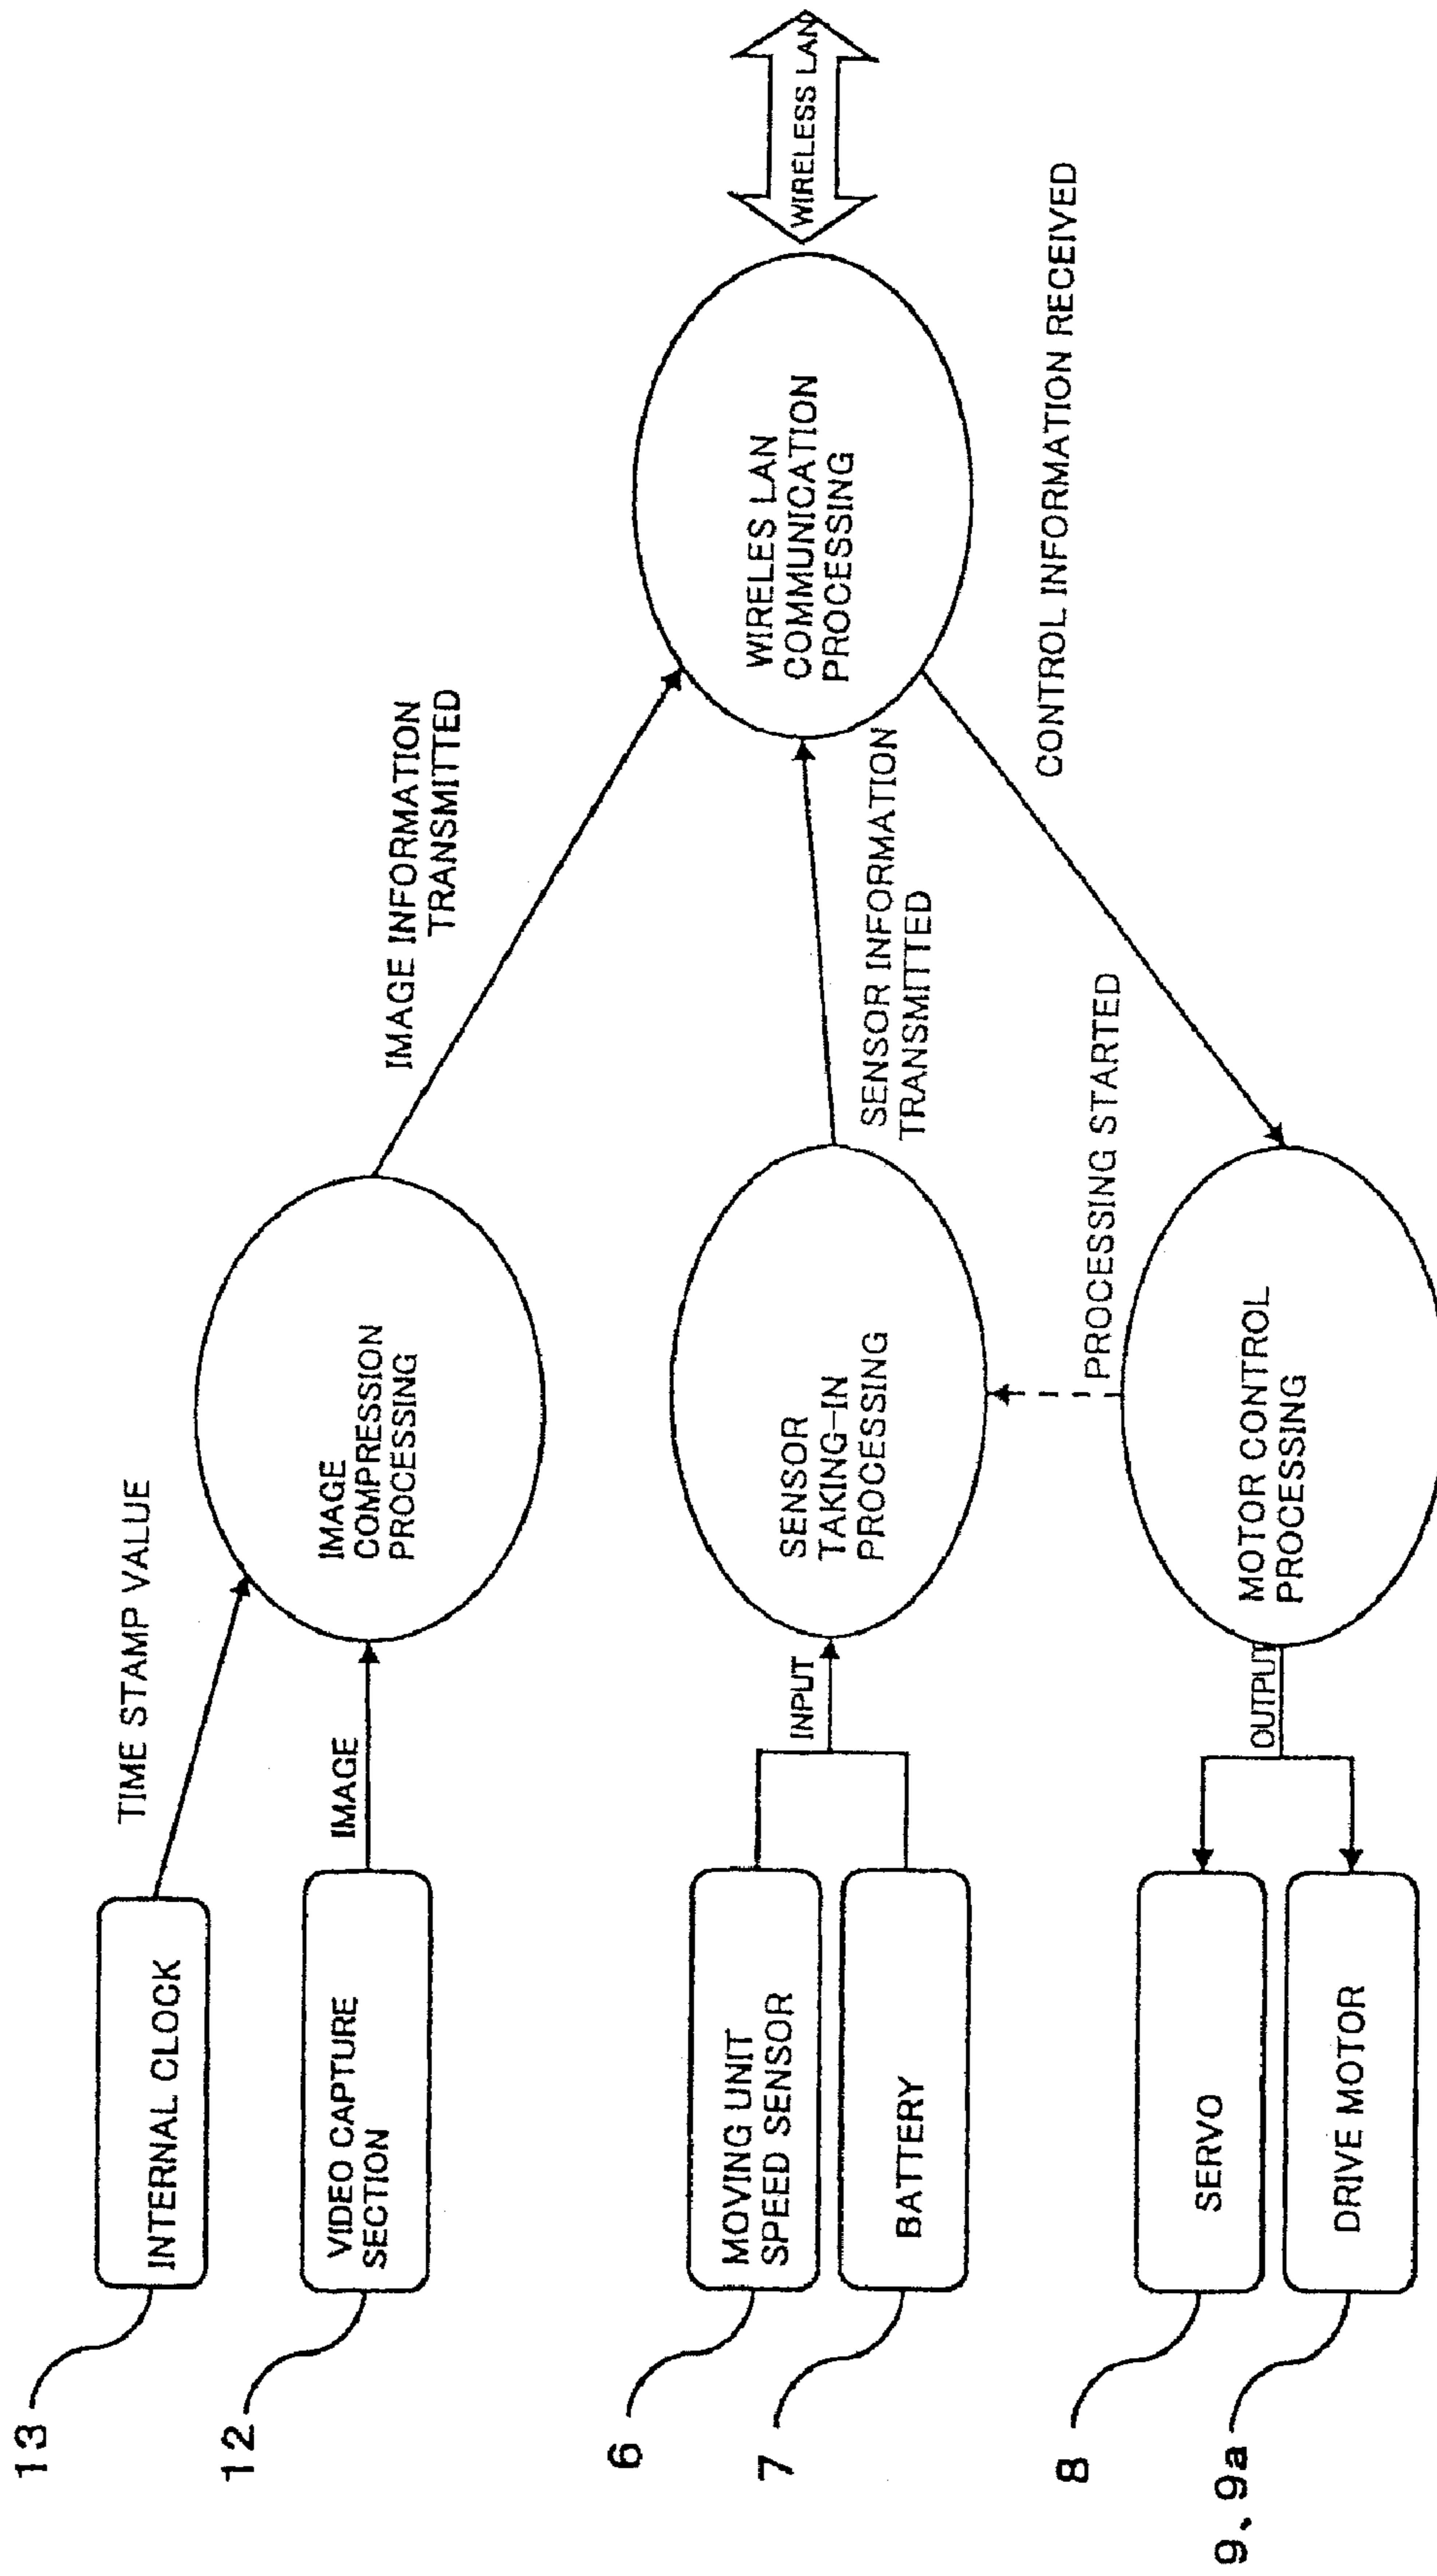 13
INTERNAL CLOCK
TIME STAMP VALUE
12
VIDEO CAPTURE
SECTION
IMAGE
IMAGE
COMPRESSION
PROCESSING
IMAGE INFORMATION
TRANSMITTED
6
MOVING UNIT
SPEED SENSOR
7
BATTERY
INPUT
SENSOR
TAKING-IN
PROCESSING
SENSOR INFORMATION
TRANSMITTED
WIRELES LAN
COMMUNICATION
PROCESSING
WIRELESS LAN
8
SERVO
9、9a
DRIVE MOTOR
OUTPUT
MOTOR CONTROL
PROCESSING
PROCESSING STARTED
CONTROL INFORMATION RECEIVED